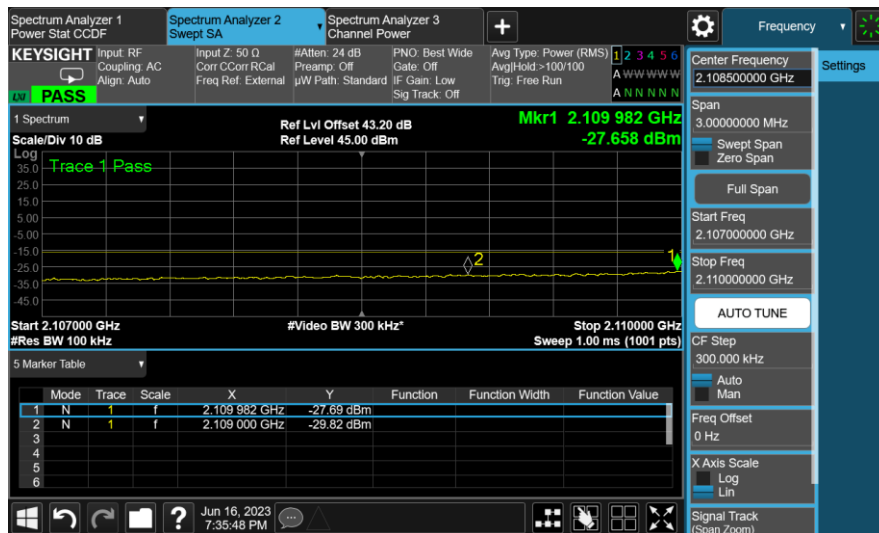 Spectrum Analyzer 1
Power Stat CCDF
Spectrum Analyzer 2
Swept SA
Spectrum Analyzer 3
Channel Power
+
Frequency
KEYSIGHT
LXI
PASS
Input: RF
Coupling: AC
Align: Auto
Input Z: 50 Ω
Corr CCorr RCal
Freq Ref: External
#Atten: 24 dB
Preamp: Off
µW Path: Standard
PNO: Best Wide
Gate: Off
IF Gain: Low
Sig Track: Off
Avg Type: Power (RMS)
Avg|Hold:>100/100
Trig: Free Run
1 2 3 4 5 6
A W W W W W
A N N N N N
1 Spectrum
Scale/Div 10 dB
Ref Lvl Offset 43.20 dB
Ref Level 45.00 dBm
Mkr1 2.109 982 GHz
-27.658 dBm
Log
Trace 1 Pass
35.0
25.0
15.0
5.00
-5.00
-15.0
-25.0
-35.0
-45.0
2
1
Start 2.107000 GHz
#Res BW 100 kHz
#Video BW 300 kHz*
Stop 2.110000 GHz
Sweep 1.00 ms (1001 pts)
5 Marker Table
Mode Trace Scale X Y Function Function Width Function Value
1 N 1 f 2.109 982 GHz -27.69 dBm
2 N 1 f 2.109 000 GHz -29.82 dBm
3
4
5
6
?
Jun 16, 2023
7:35:48 PM
Center Frequency
2.108500000 GHz
Span
3.00000000 MHz
Swept Span
Zero Span
Full Span
Start Freq
2.107000000 GHz
Stop Freq
2.110000000 GHz
AUTO TUNE
CF Step
300.000 kHz
Auto
Man
Freq Offset
0 Hz
X Axis Scale
Log
Lin
Signal Track
(Span Zoom)
Settings